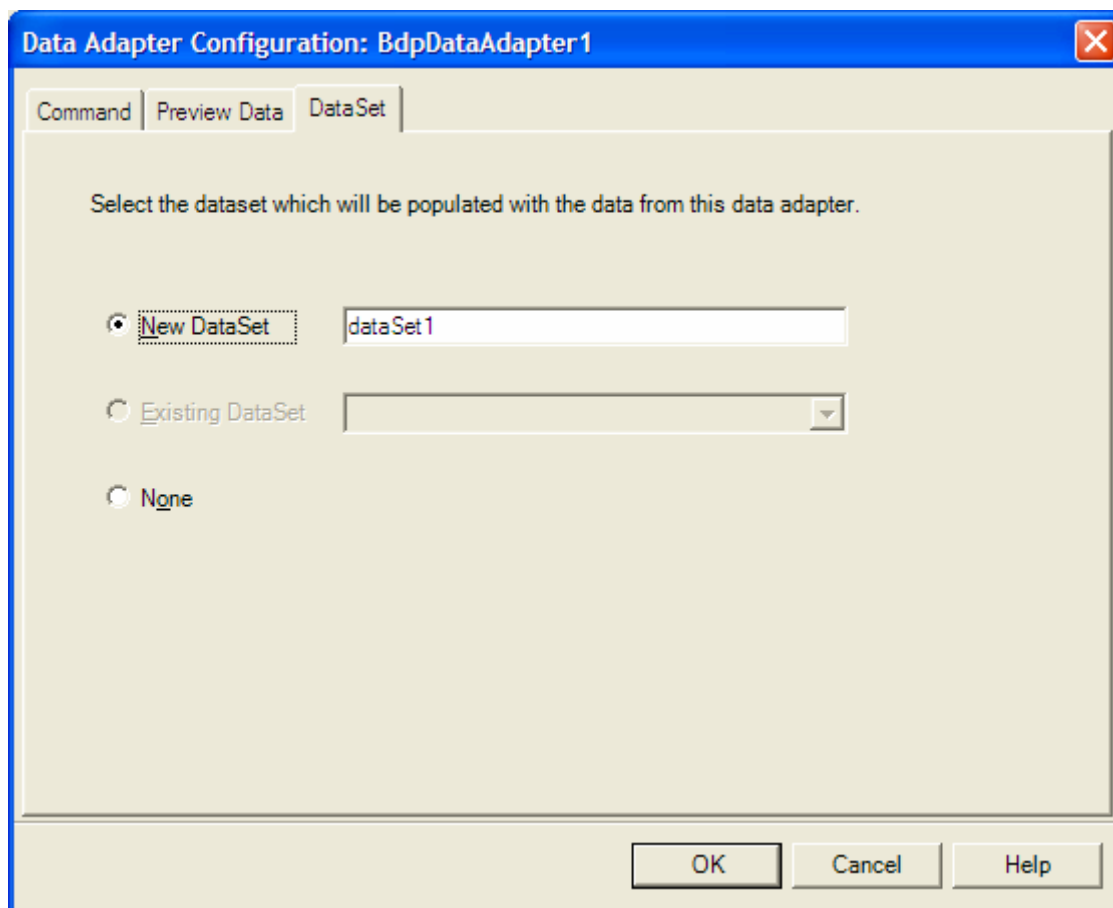 Data Adapter Configuration: BdpDataAdapter1
Command Preview Data DataSet
Select the dataset which will be populated with the data from this data adapter.
New DataSet dataSet1
Existing DataSet
None
OK Cancel Help